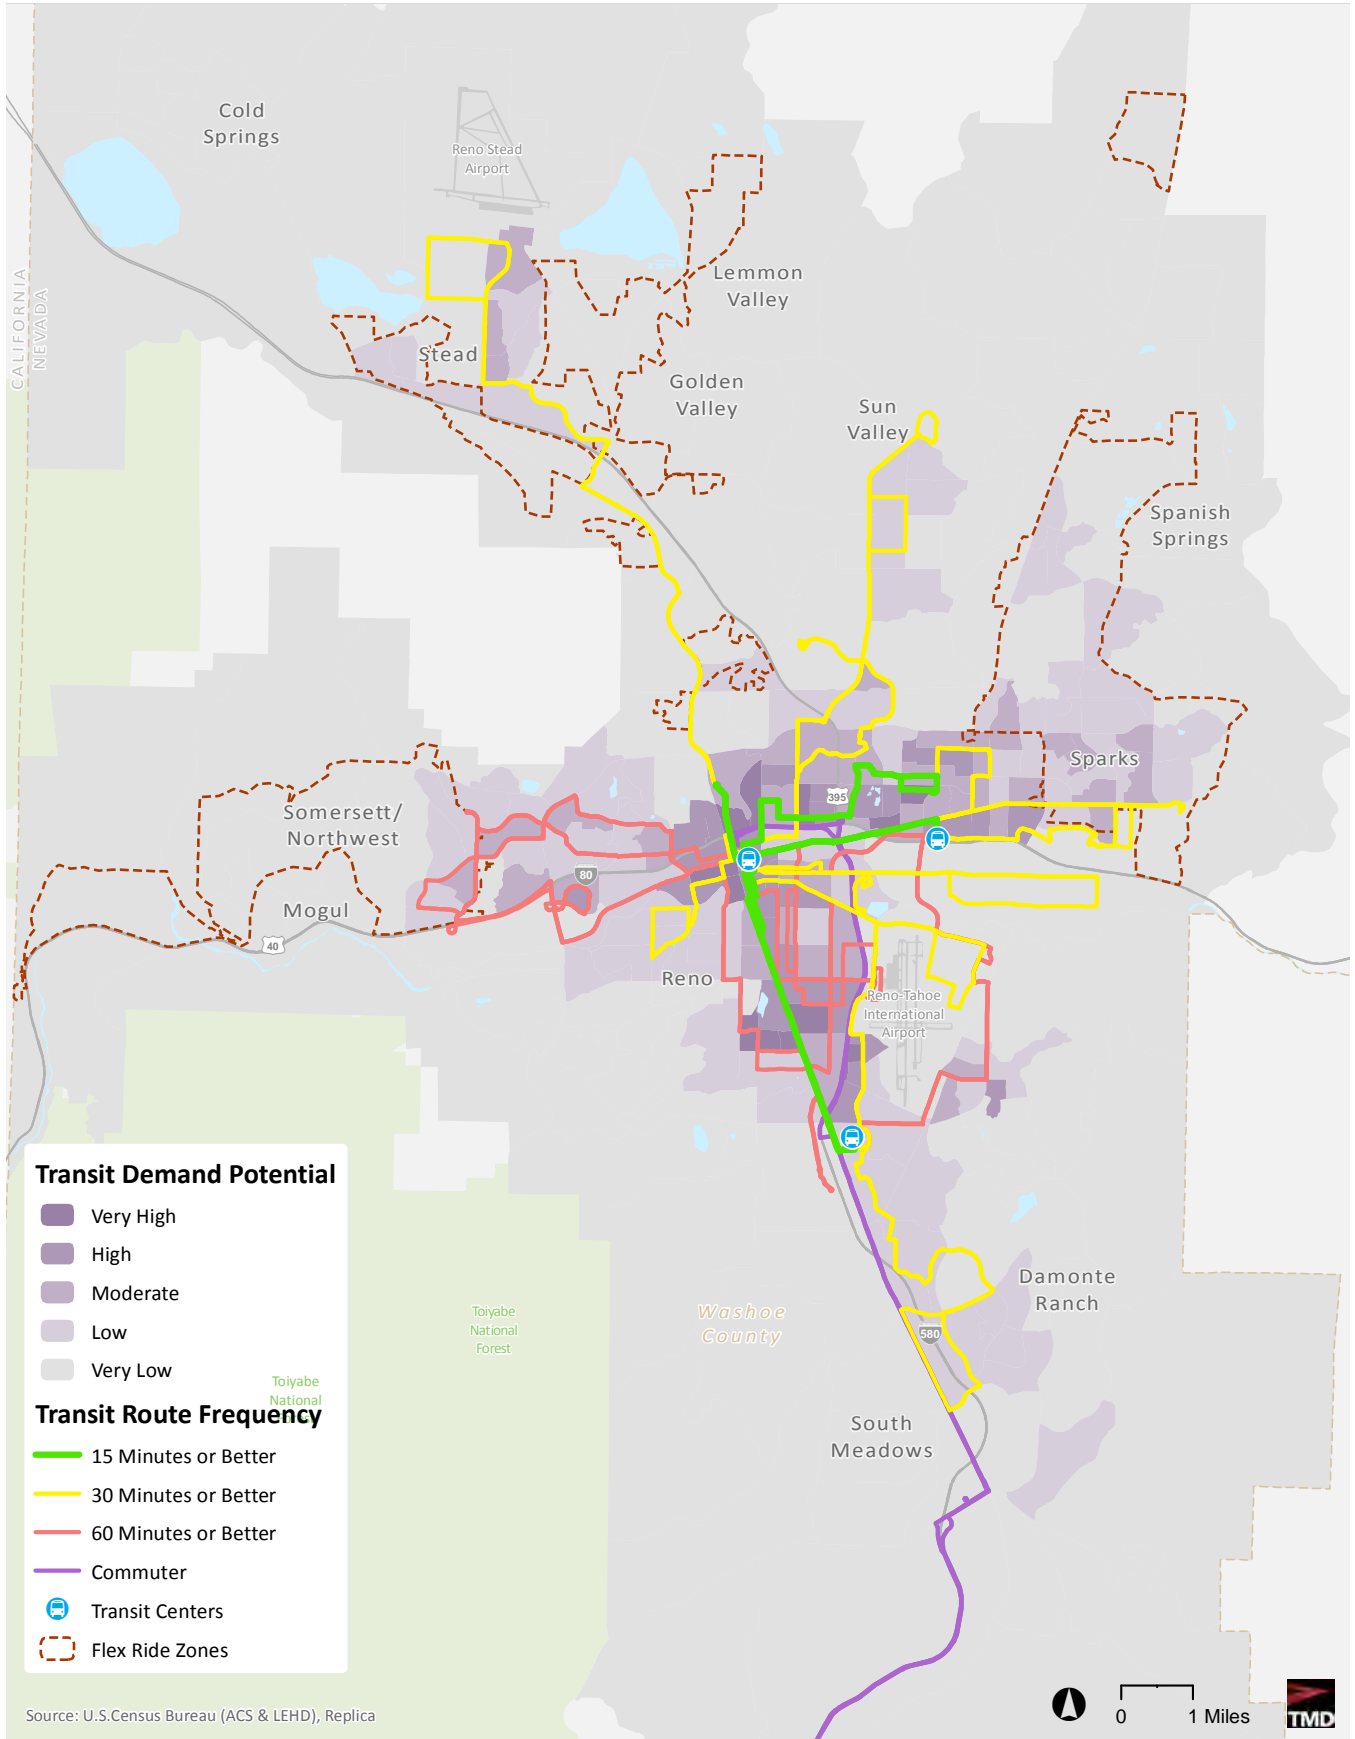 Cold
Springs
Reno Stead
Airport
Lemmon
Valley
CALIFORNIA
NEVADA
Stead
Golden
Valley
Sun
Valley
Spanish
Springs
Sparks
395
Somersett/
Northwest
80
Mogul
40
Reno
Reno-Tahoe
International
Airport
Damonte
Ranch
Washoe
County
580
Toiyabe
National
Forest
South
Meadows
Transit Demand Potential
Very High
High
Moderate
Low
Very Low
Toiyabe
National
Transit Route Frequency
15 Minutes or Better
30 Minutes or Better
60 Minutes or Better
Commuter
Transit Centers
Flex Ride Zones
Source: U.S.Census Bureau (ACS & LEHD), Replica
0 1 Miles
TMD